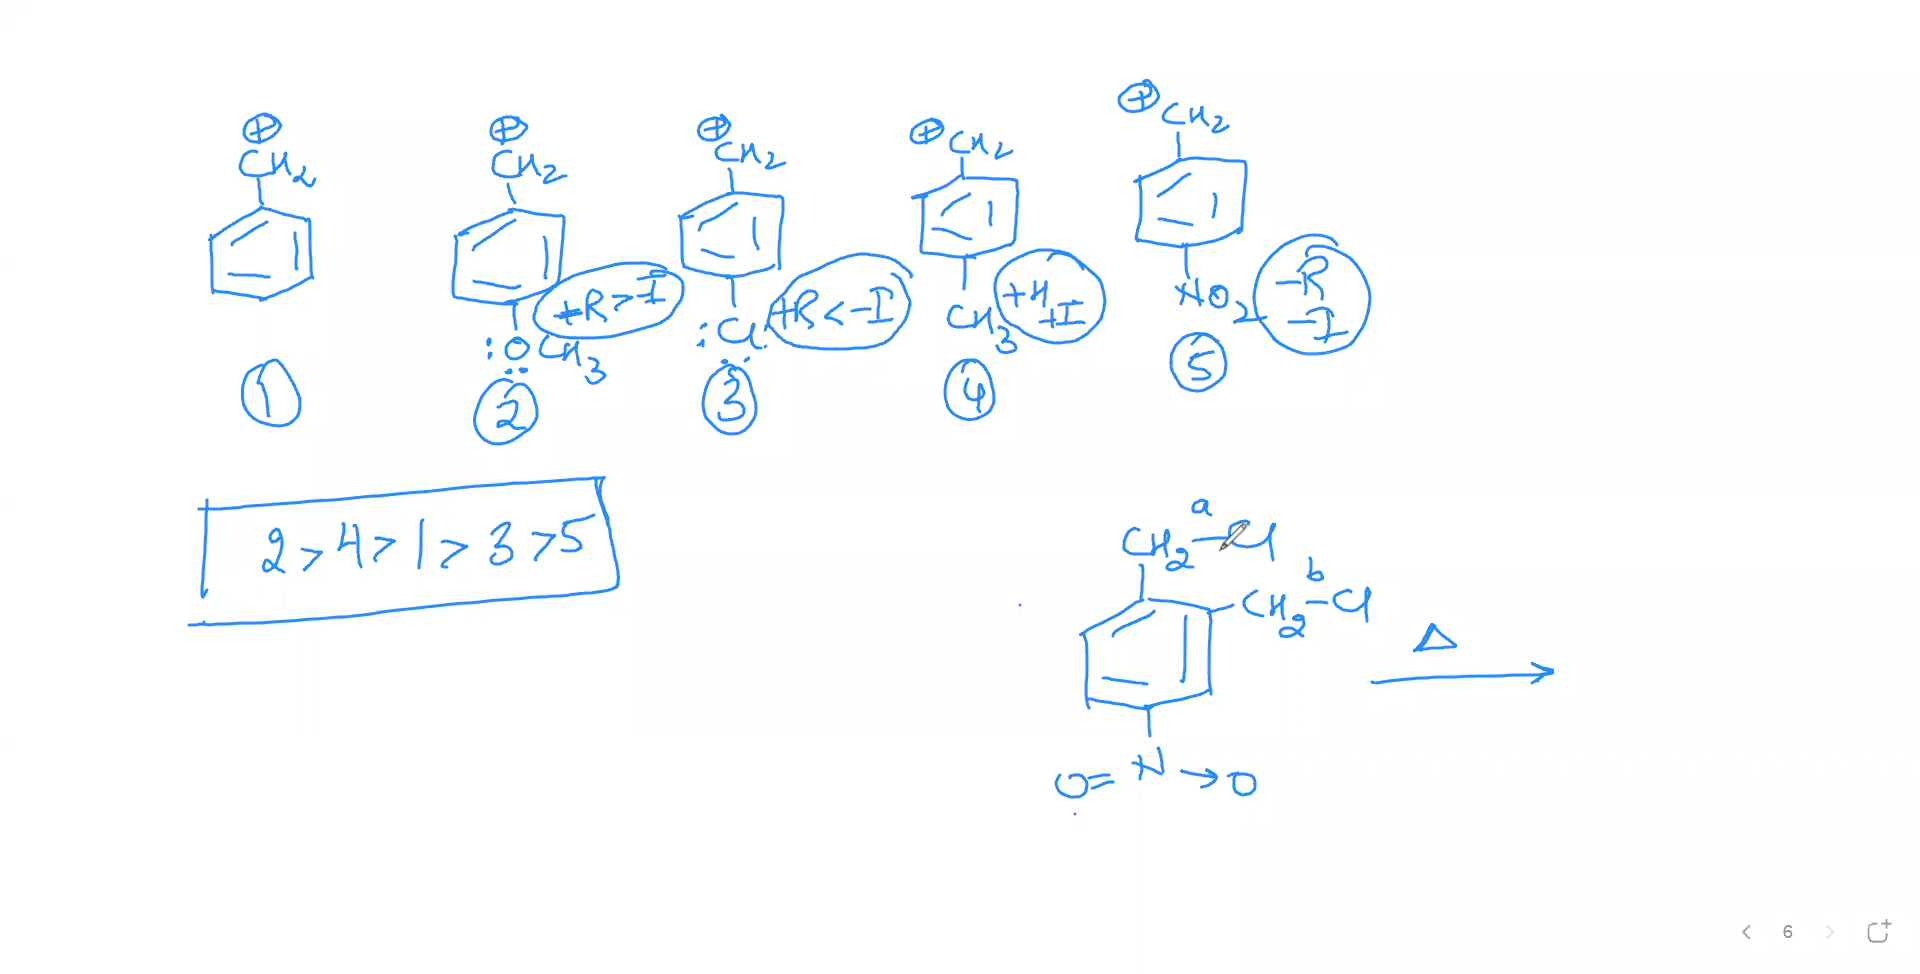 ⊕ ⊕ ⊕ ⊕ ⊕
CH2 CH2 CH2 CH2 CH2
+R>-I +R<-I +H +I -R -I
:OCH3 :Cl: CH3 NO2
1 2 3 4 5
2>4>1>3>5
a
CH2-Cl
b
CH2-Cl
Δ
O=N→O
6